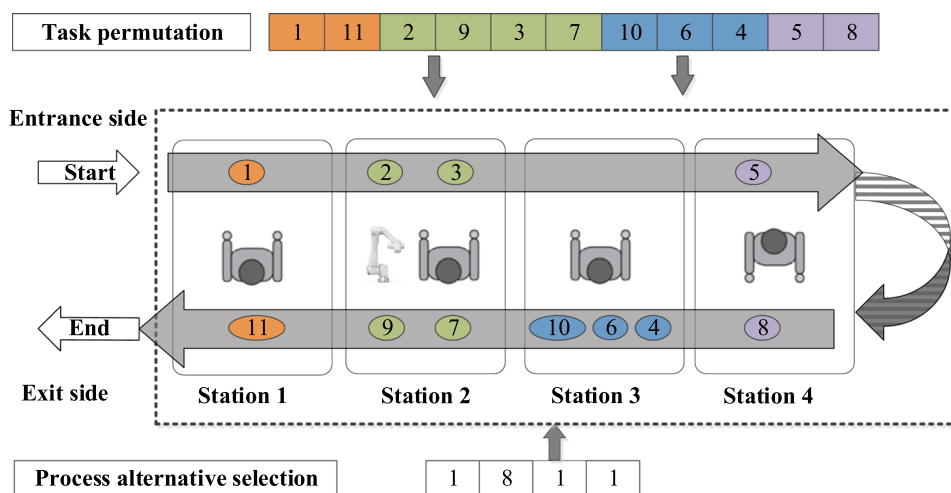 Task permutation 1 11 2 9 3 7 10 6 4 5 8
Entrance side
Start 1 2 3 5
End 11 9 7 10 6 4 8
Exit side
Station 1 Station 2 Station 3 Station 4
Process alternative selection 1 8 1 1